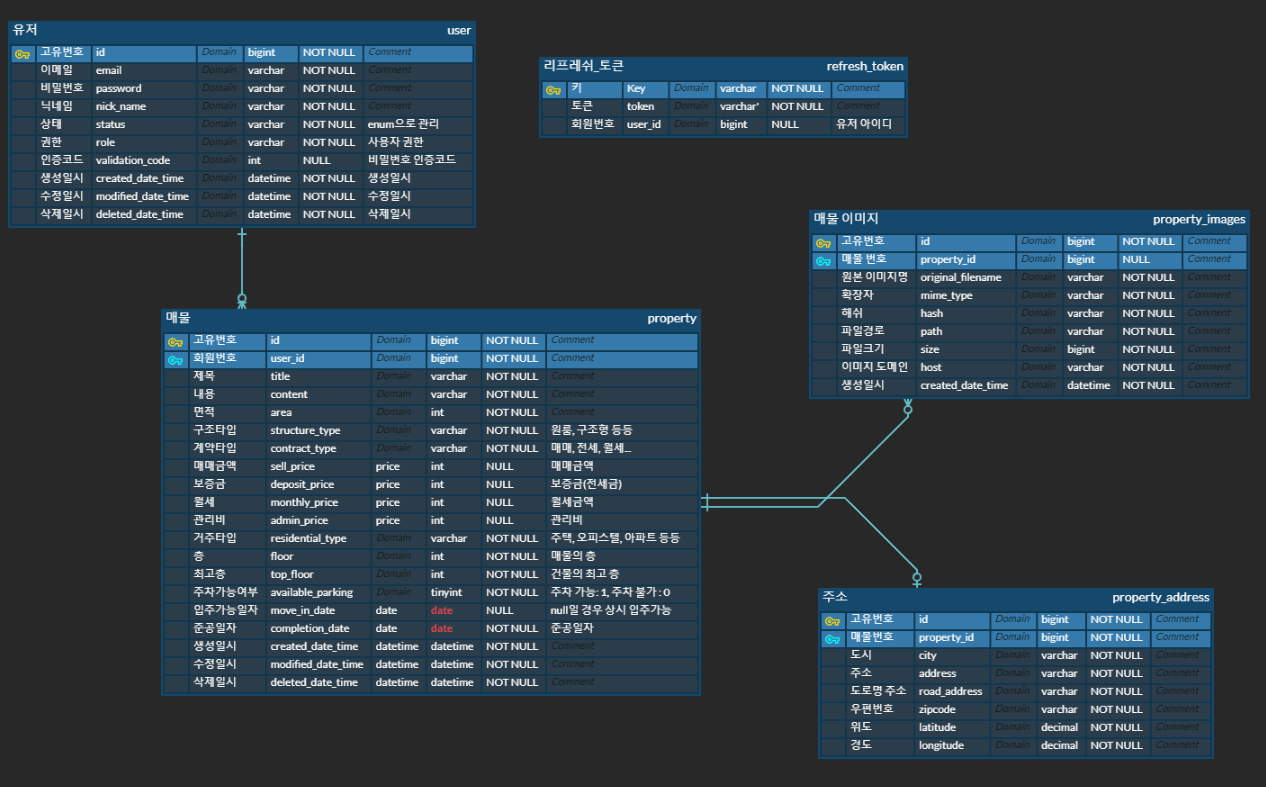 유저 user
고유번호 id Domain bigint NOT NULL Comment
이메일 email Domain varchar NOT NULL Comment
비밀번호 password Domain varchar NOT NULL Comment
닉네임 nick_name Domain varchar NOT NULL Comment
상태 status Domain varchar NOT NULL enum으로 관리
권한 role Domain varchar NOT NULL 사용자 권한
인증코드 validation_code Domain int NULL 비밀번호 인증코드
생성일시 created_date_time Domain datetime NOT NULL 생성일시
수정일시 modified_date_time Domain datetime NOT NULL 수정일시
삭제일시 deleted_date_time Domain datetime NOT NULL 삭제일시
리프레쉬_토큰 refresh_token
키 Key Domain varchar NOT NULL Comment
토큰 token Domain varchar' NOT NULL Comment
회원번호 user_id Domain bigint NULL 유저 아이디
매물 이미지 property_images
고유번호 id Domain bigint NOT NULL Comment
매물 번호 property_id Domain bigint NULL Comment
원본 이미지명 original_filename Domain varchar NOT NULL Comment
확장자 mime_type Domain varchar NOT NULL Comment
해쉬 hash Domain varchar NOT NULL Comment
파일경로 path Domain varchar NOT NULL Comment
파일크기 size Domain bigint NOT NULL Comment
이미지 도메인 host Domain varchar NOT NULL Comment
생성일시 created_date_time Domain datetime NOT NULL Comment
매물 property
고유번호 id Domain bigint NOT NULL Comment
회원번호 user_id Domain bigint NOT NULL Comment
제목 title Domain varchar NOT NULL Comment
내용 content Domain varchar NOT NULL Comment
면적 area Domain int NOT NULL Comment
구조타입 structure_type Domain varchar NOT NULL 원룸, 구조형 등등
계약타입 contract_type Domain varchar NOT NULL 매매, 전세, 월세...
매매금액 sell_price price int NULL 매매금액
보증금 deposit_price price int NULL 보증금(전세금)
월세 monthly_price price int NULL 월세금액
관리비 admin_price price int NULL 관리비
거주타입 residential_type Domain varchar NOT NULL 주택, 오피스텔, 아파트 등등
층 floor Domain int NOT NULL 매물의 층
최고층 top_floor Domain int NOT NULL 건물의 최고 층
주차가능여부 available_parking Domain tinyint NOT NULL 주차 가능: 1, 주차 불가 : 0
입주가능일자 move_in_date date date NULL null일 경우 상시 입주가능
준공일자 completion_date date date NOT NULL 준공일자
생성일시 created_date_time datetime datetime NOT NULL Comment
수정일시 modified_date_time datetime datetime NOT NULL Comment
삭제일시 deleted_date_time datetime datetime NOT NULL Comment
주소 property_address
고유번호 id Domain bigint NOT NULL Comment
매물번호 property_id Domain bigint NOT NULL Comment
도시 city Domain varchar NOT NULL Comment
주소 address Domain varchar NOT NULL Comment
도로명 주소 road_address Domain varchar NOT NULL Comment
우편번호 zipcode Domain varchar NOT NULL Comment
위도 latitude Domain decimal NOT NULL Comment
경도 longitude Domain decimal NOT NULL Comment